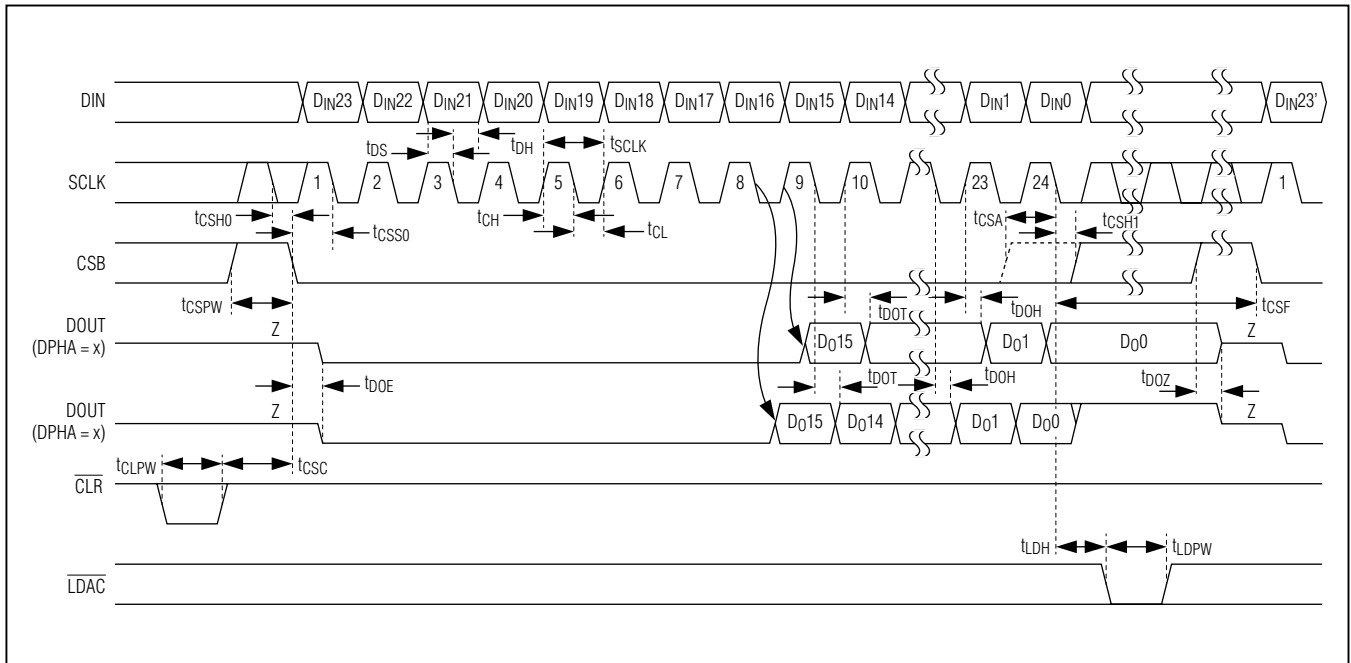 DIN DIN23 DIN22 DIN21 DIN20 DIN19 DIN18 DIN17 DIN16 DIN15 DIN14 DIN1 DIN0 DIN23'
tDS tDH tSCLK
SCLK 1 2 3 4 5 6 7 8 9 10 23 24 1
tCSH0 tCSS0 tCH tCL tCSA tCSH1
CSB
tCSPW tDOT tDOH tCSF
DOUT
(DPHA = x) Z DO15 DO1 DO0 Z
tDOE tDOT tDOH tDOZ
DOUT
(DPHA = x) Z DO15 DO14 DO1 DO0 Z
tCLPW tCSC
CLR
tLDH tLDPW
LDAC